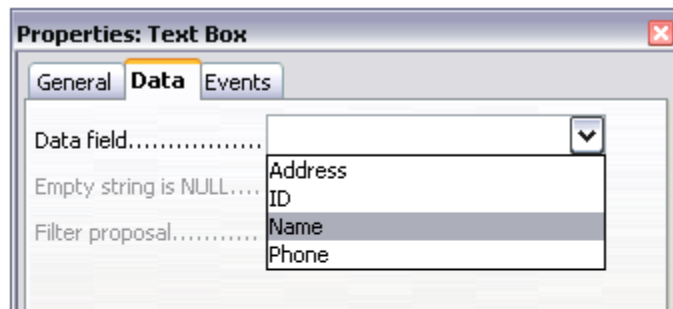 Properties: Text Box
General Data Events
Data field.................
Address
Empty string is NULL....
ID
Name
Filter proposal...........
Phone